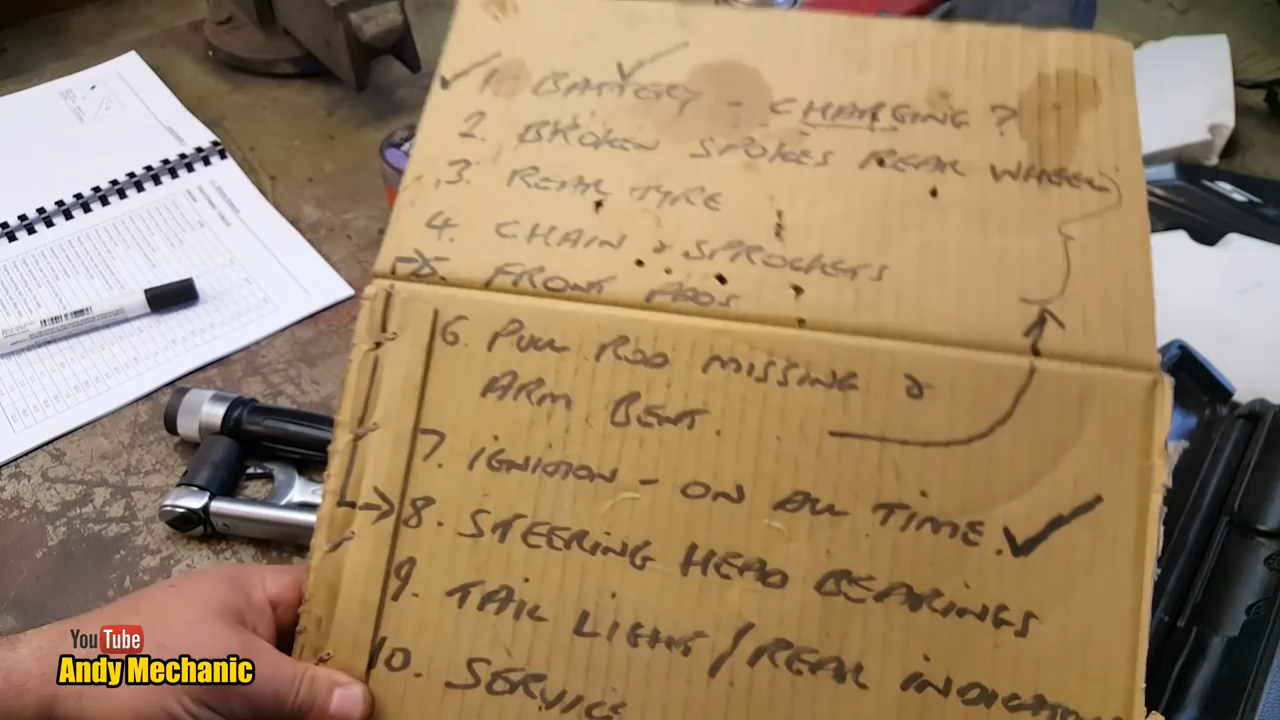 1. BATTERY - CHARGING ?
2. BROKEN SPOKES REAR WHEEL
3. REAR TYRE
4. CHAIN & SPROCKETS
5. FRONT PADS
6. PULL ROD MISSING &
ARM BENT.
7. IGNITION - ON ALL TIME.
8. STEERING HEAD BEARINGS
9. TAIL LIGHT / REAR
10. SERVICE
YouTube
Andy Mechanic